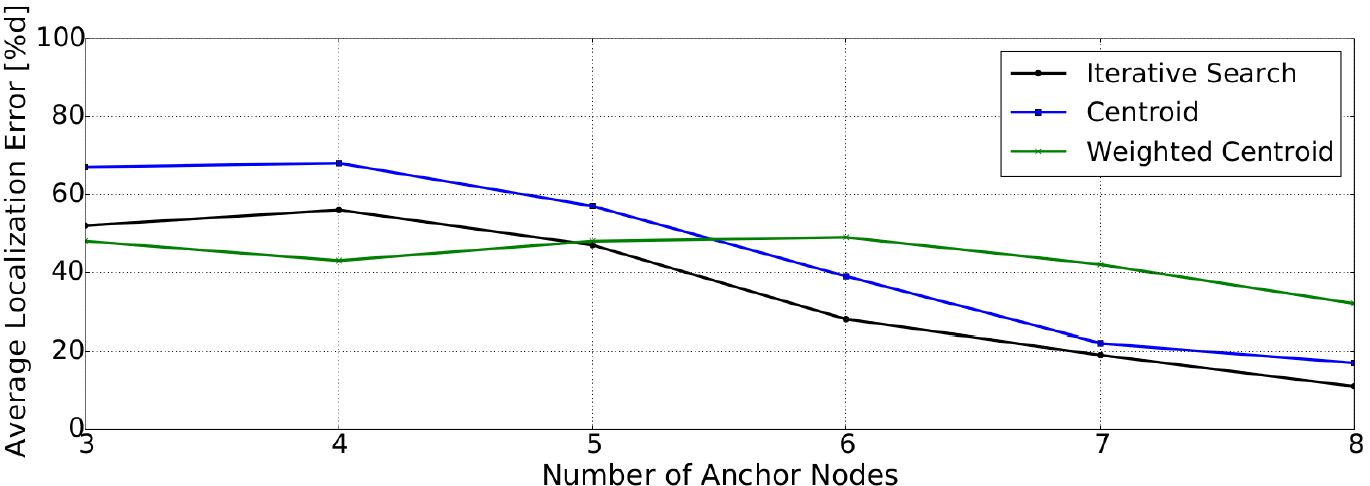 Average Localization Error [%d]
100
80
60
40
20
0
3 4 5 6 7 8
Number of Anchor Nodes
Iterative Search
Centroid
Weighted Centroid